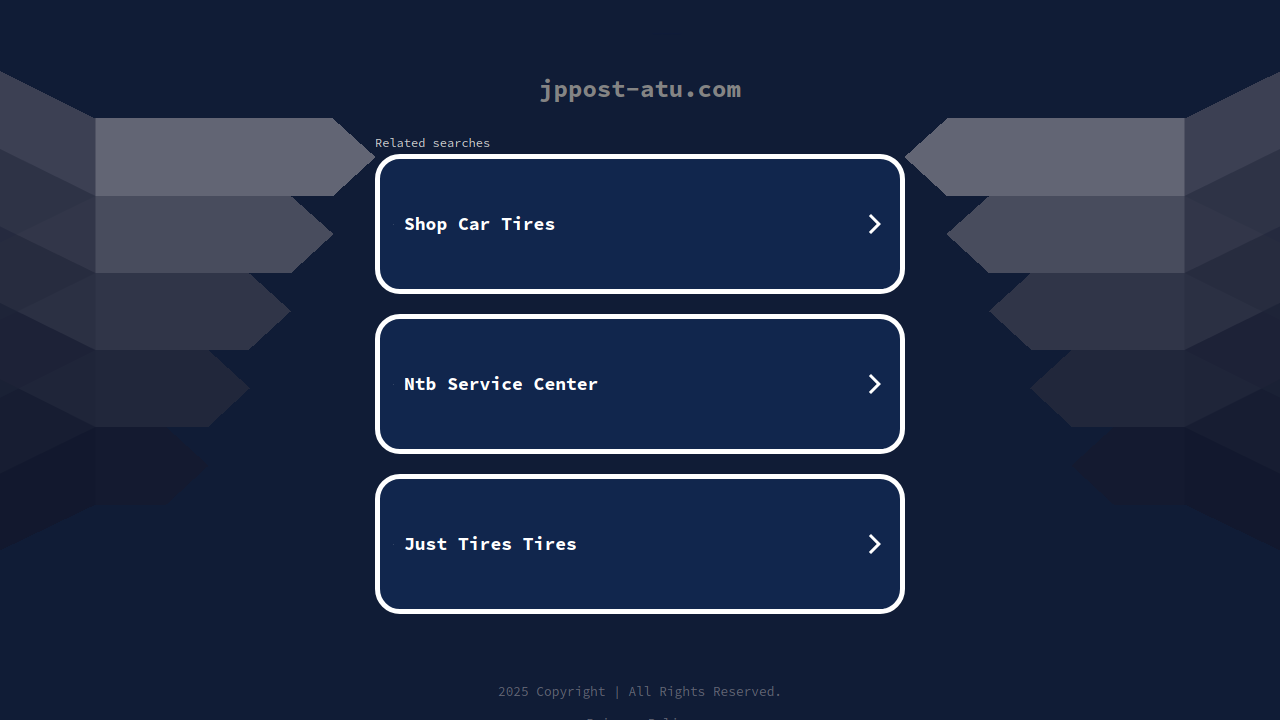 jppost-atu.com
Related searches
Shop Car Tires
Ntb Service Center
Just Tires Tires
2025 Copyright | All Rights Reserved.